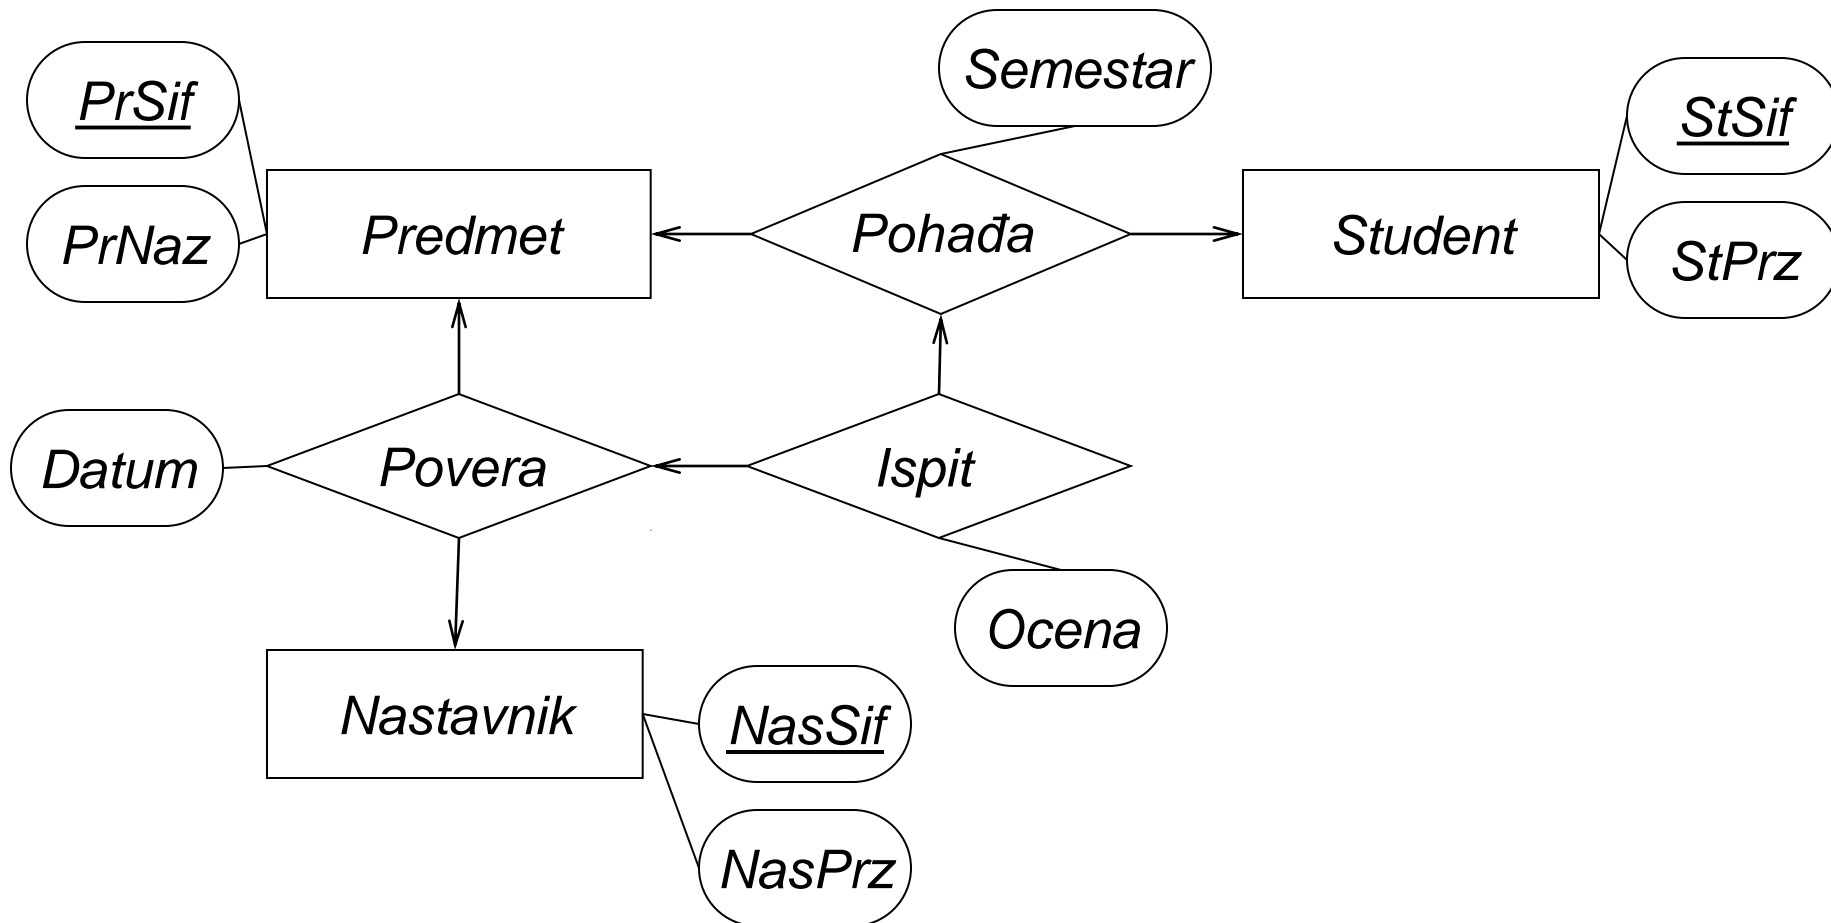 Semestar
PrSif
StSif
PrNaz
Predmet
Pohađa
Student
StPrz
Datum
Povera
Ispit
Ocena
Nastavnik
NasSif
NasPrz